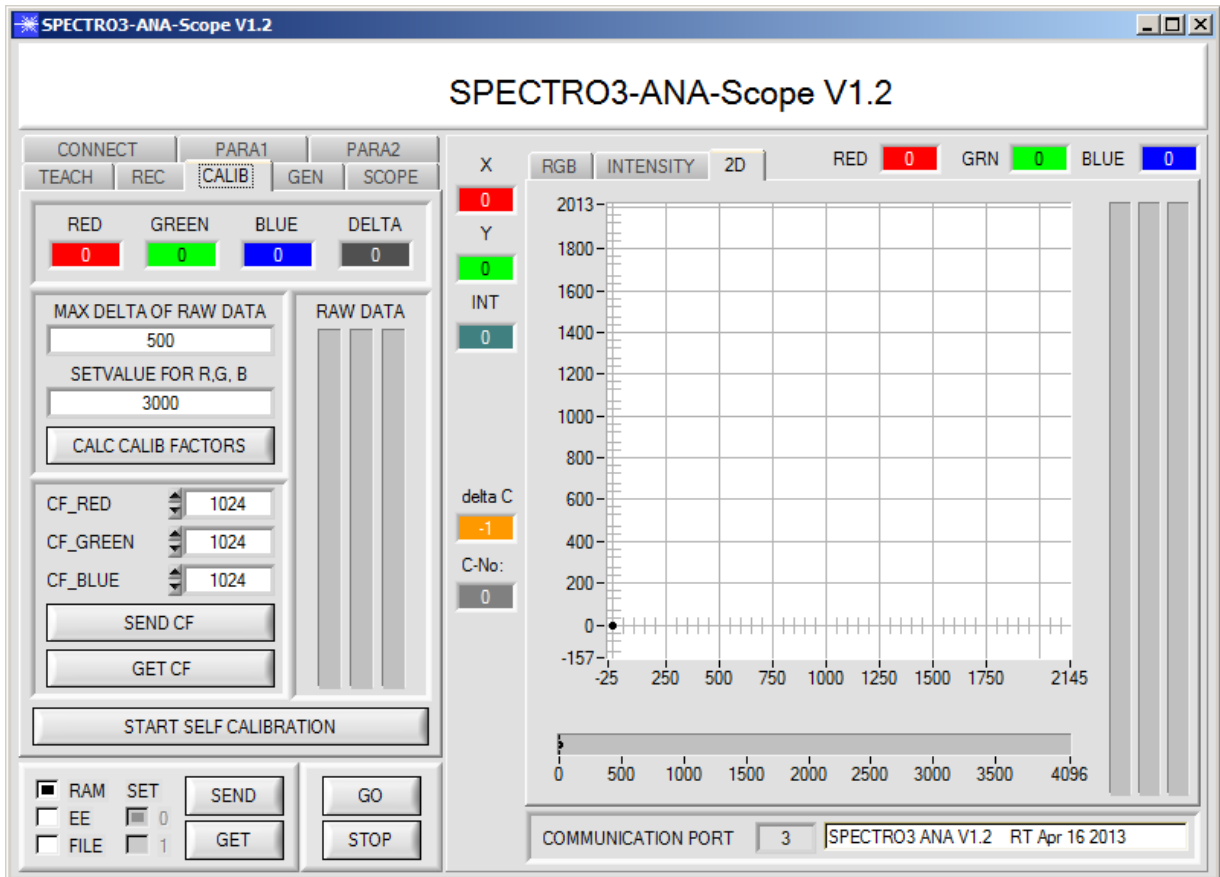 SPECTRO3-ANA-Scope V1.2
SPECTRO3-ANA-Scope V1.2
CONNECT PARA1 PARA2
TEACH REC CALIB GEN SCOPE
RED GREEN BLUE DELTA
0 0 0 0
MAX DELTA OF RAW DATA
500
SETVALUE FOR R,G, B
3000
CALC CALIB FACTORS
RAW DATA
CF_RED 1024
CF_GREEN 1024
CF_BLUE 1024
SEND CF
GET CF
START SELF CALIBRATION
RAM SET
EE 0
FILE 1
SEND
GET
GO
STOP
X
0
Y
0
INT
0
delta C
-1
C-No:
0
RGB INTENSITY 2D
RED 0 GRN 0 BLUE 0
2013
1800
1600
1400
1200
1000
800
600
400
200
0
-157
-25 250 500 750 1000 1250 1500 1750 2145
0 500 1000 1500 2000 2500 3000 3500 4096
COMMUNICATION PORT 3 SPECTRO3 ANA V1.2 RT Apr 16 2013